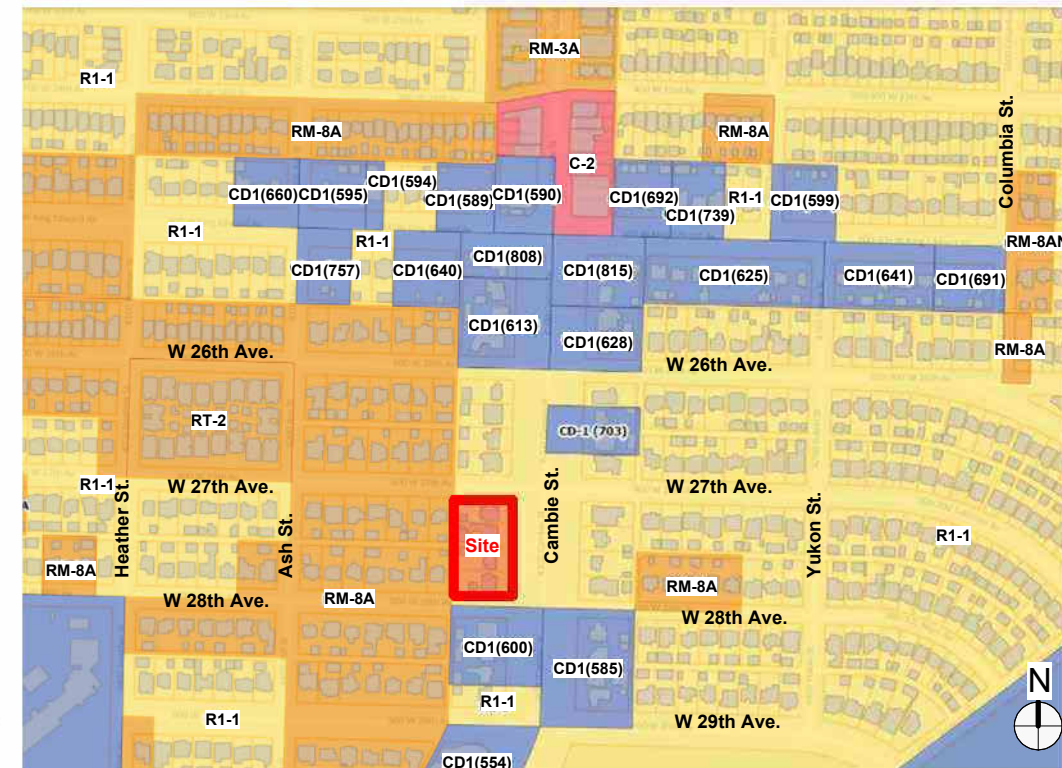 RM-3A
R1-1
Columbia St.
RM-8A
RM-8A
C-2
CD1(594)
CD1(660)
CD1(595)
CD1(589)
CD1(590)
CD1(692)
R1-1
CD1(599)
CD1(739)
R1-1
R1-1
RM-8AN
CD1(808)
CD1(757)
CD1(640)
CD1(815)
CD1(625)
CD1(641)
CD1(691)
CD1(613)
CD1(628)
W 26th Ave.
RM-8A
W 26th Ave.
RT-2
CD-1 (703)
R1-1
W 27th Ave.
W 27th Ave.
Heather St.
Ash St.
Cambie St.
Yukon St.
Site
R1-1
RM-8A
RM-8A
RM-8A
W 28th Ave.
W 28th Ave.
CD1(600)
CD1(585)
N
R1-1
R1-1
W 29th Ave.
CD1(554)